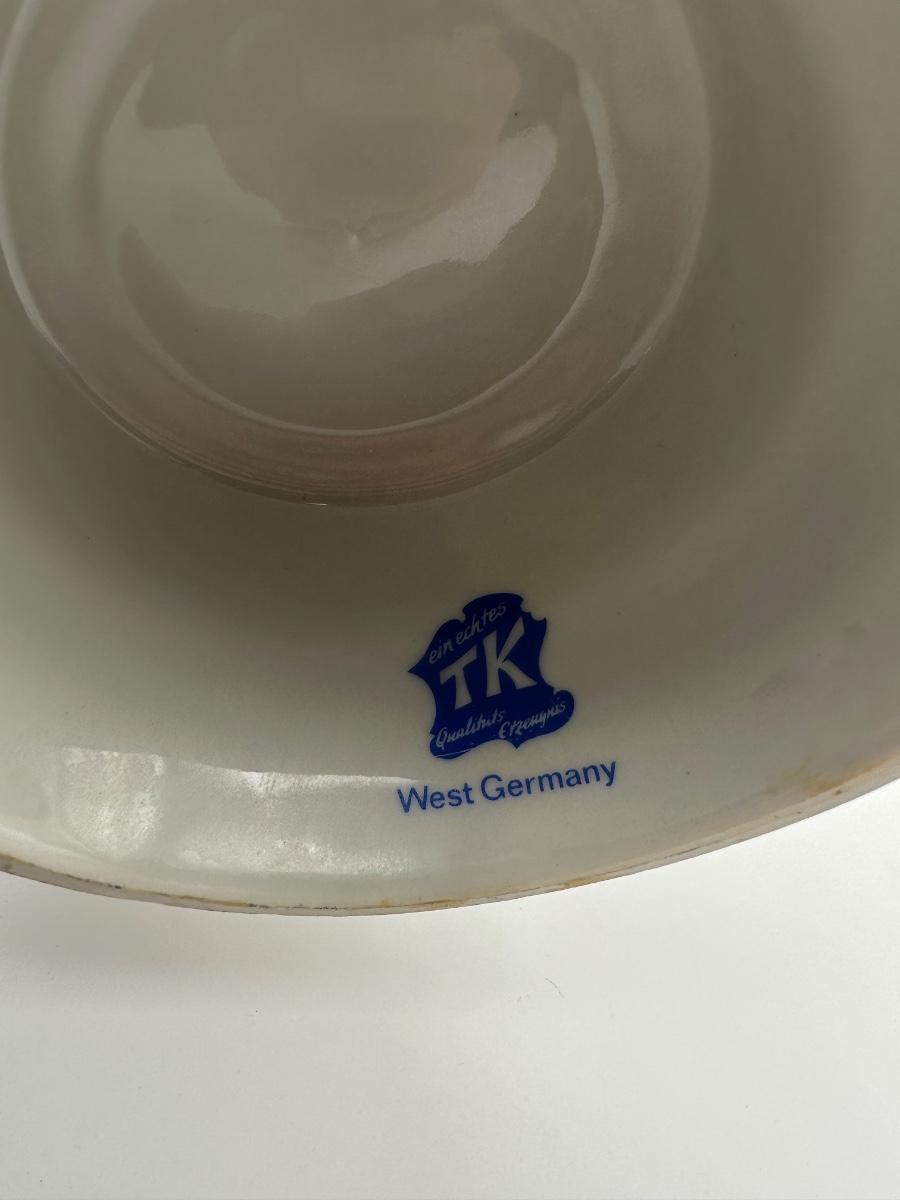 ein echtes
TK
Qualitäts
Erzeugnis
West Germany